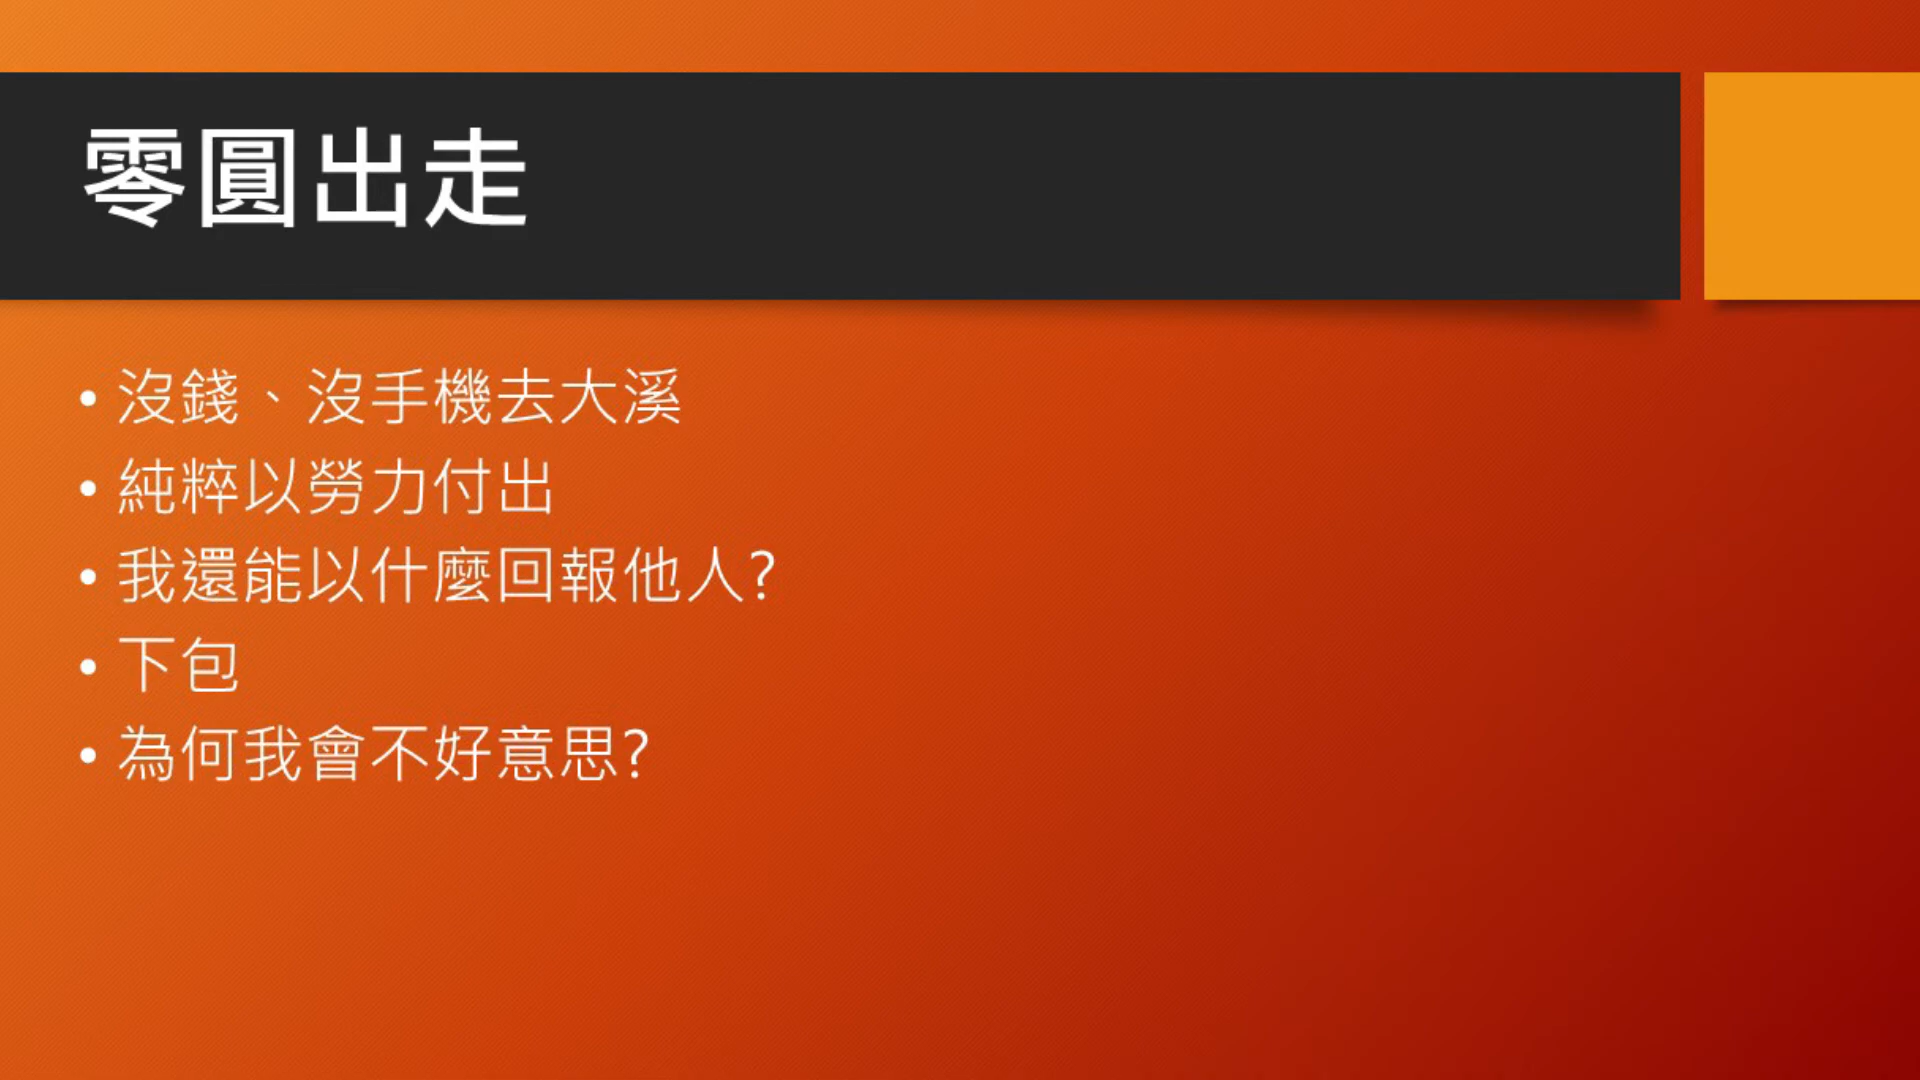 零圓出走
• 沒錢、沒手機去大溪
• 純粹以勞力付出
• 我還能以什麼回報他人?
• 下包
• 為何我會不好意思?